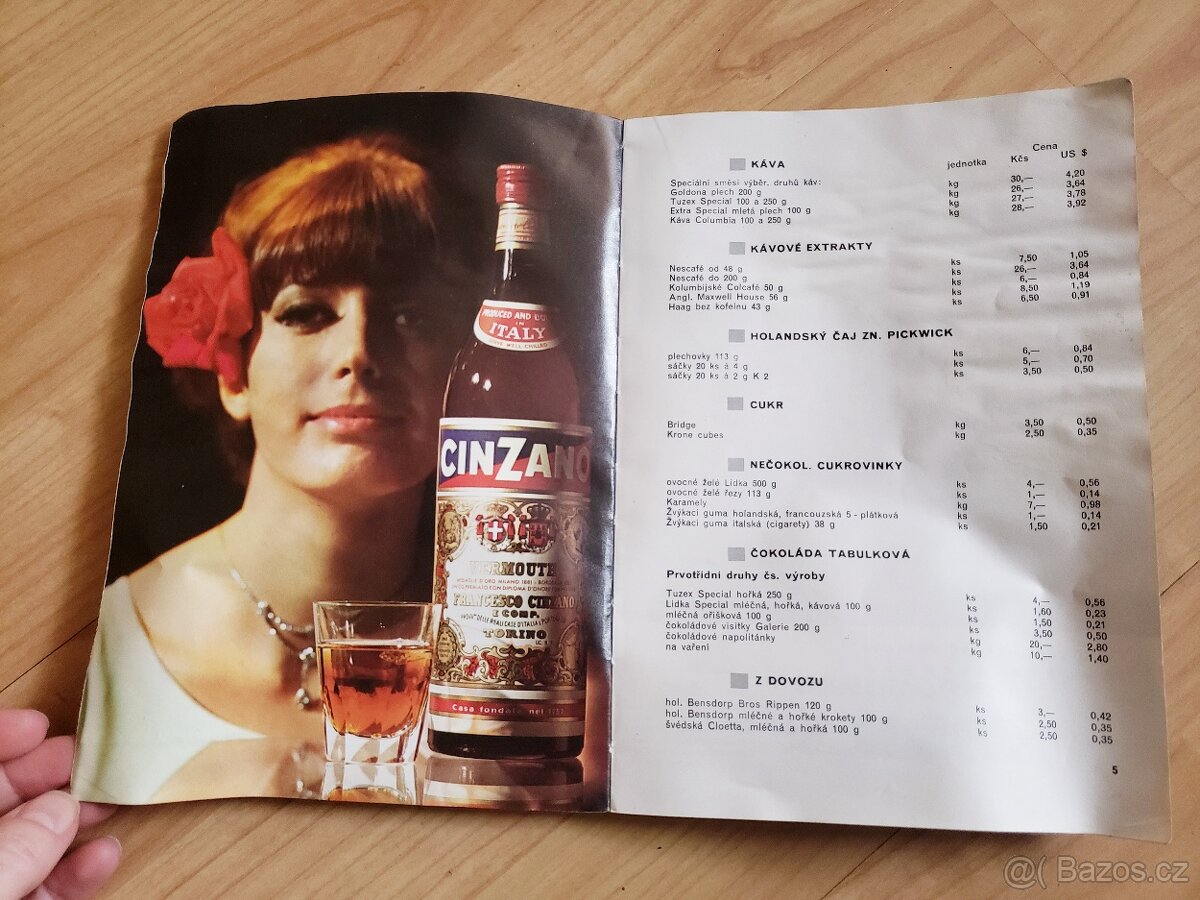 PRODUCED AND BO
IN
ITALY
SERVE WELL CHILLED
CINZANO
VERMOUTH
MEDAGLIE D'ORO MILANO 1881 - BORDEAUX
FRANCESCO CINZANO
& COMP.
TORINO
Casa fondata nel 1757
Cena
KÁVA jednotka Kčs US $
Speciální směsi výběr. druhů káv:
Goldona plech 200 g kg 30,— 4,20
Tuzex Special 100 a 250 g kg 26,— 3,64
Extra Special mletá plech 100 g kg 27,— 3,78
Káva Columbia 100 a 250 g kg 28,— 3,92
KÁVOVÉ EXTRAKTY
Nescafé od 48 g ks 7,50 1,05
Nescafé do 200 g ks 26,— 3,64
Kolumbijské Colcafé 50 g ks 6,— 0,84
Angl. Maxwell House 56 g ks 8,50 1,19
Haag bez kofeinu 43 g ks 6,50 0,91
HOLANDSKÝ ČAJ ZN. PICKWICK
plechovky 113 g ks 6,— 0,84
sáčky 20 ks á 4 g ks 5,— 0,70
sáčky 20 ks á 2 g K 2 ks 3,50 0,50
CUKR
Bridge kg 3,50 0,50
Krone cubes kg 2,50 0,35
NEČOKOL. CUKROVINKY
ovocné želé Lidka 500 g ks 4,— 0,56
ovocné želé řezy 113 g ks 1,— 0,14
Karamely kg 7,— 0,98
Žvýkací guma holandská, francouzská 5 - plátková ks 1,— 0,14
Žvýkací guma italská (cigarety) 38 g ks 1,50 0,21
ČOKOLÁDA TABULKOVÁ
Prvotřídní druhy čs. výroby
Tuzex Special hořká 250 g ks 4,— 0,56
Lidka Special mléčná, hořká, kávová 100 g ks 1,60 0,23
mléčná oříšková 100 g ks 1,50 0,21
čokoládové visitky Galerie 200 g ks 3,50 0,50
čokoládové napolitánky kg 20,— 2,80
na vaření kg 10,— 1,40
Z DOVOZU
hol. Bensdorp Bros Rippen 120 g ks 3,— 0,42
hol. Bensdorp mléčné a hořké krokety 100 g ks 2,50 0,35
švédská Cloetta, mléčná a hořká 100 g ks 2,50 0,35
5
@( Bazos.cz